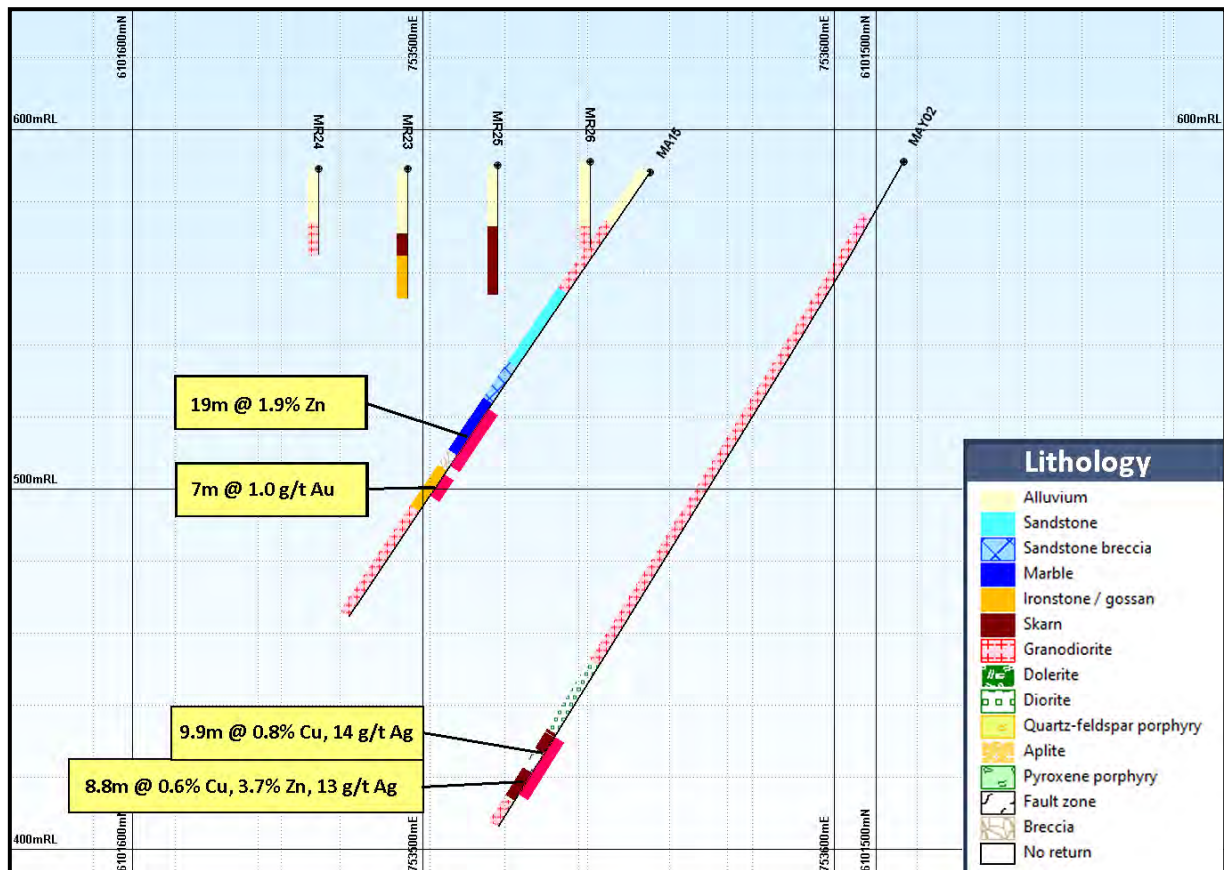 6101600mN
753500mE
753600mE
6101500mN
600mRL
600mRL
MR24
MR23
MR25
MR26
MA15
MAY02
19m @ 1.9% Zn
7m @ 1.0 g/t Au
500mRL
9.9m @ 0.8% Cu, 14 g/t Ag
8.8m @ 0.6% Cu, 3.7% Zn, 13 g/t Ag
400mRL
6101600mN
753500mE
753600mE
6101500mN
Lithology
Alluvium
Sandstone
Sandstone breccia
Marble
Ironstone / gossan
Skarn
Granodiorite
Dolerite
Diorite
Quartz-feldspar porphyry
Aplite
Pyroxene porphyry
Fault zone
Breccia
No return